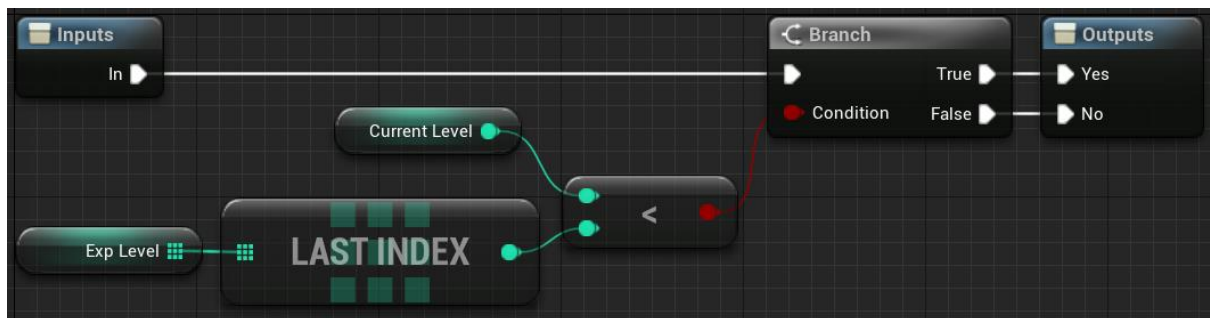 Inputs
In
Branch
True
Condition
False
Outputs
Yes
No
Current Level
<
Exp Level
LAST INDEX